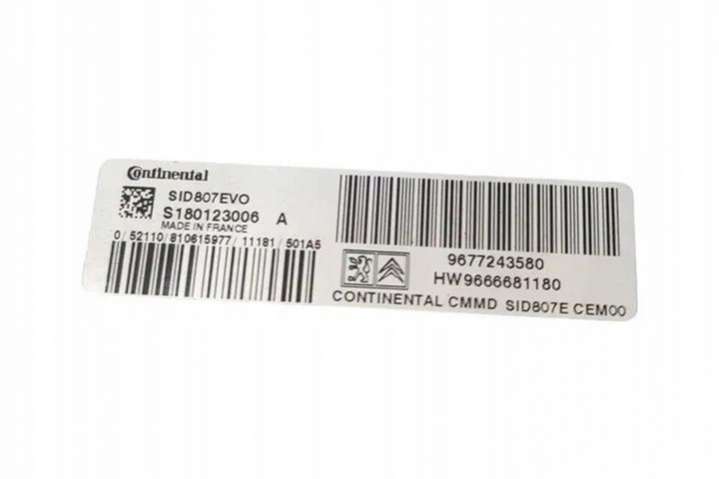 Continental
SID807EVO
S180123006 A
MADE IN FRANCE
0/52110/810615977/11181/501A5
9677243580
HW9666681180
CONTINENTAL CMMD SID807E CEM00